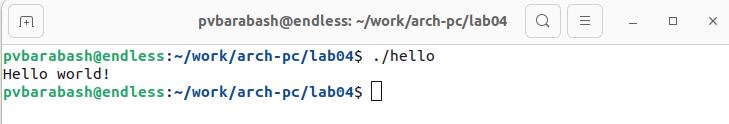 pvbarabash@endless: ~/work/arch-pc/lab04
pvbarabash@endless:~/work/arch-pc/lab04$ ./hello
Hello world!
pvbarabash@endless:~/work/arch-pc/lab04$